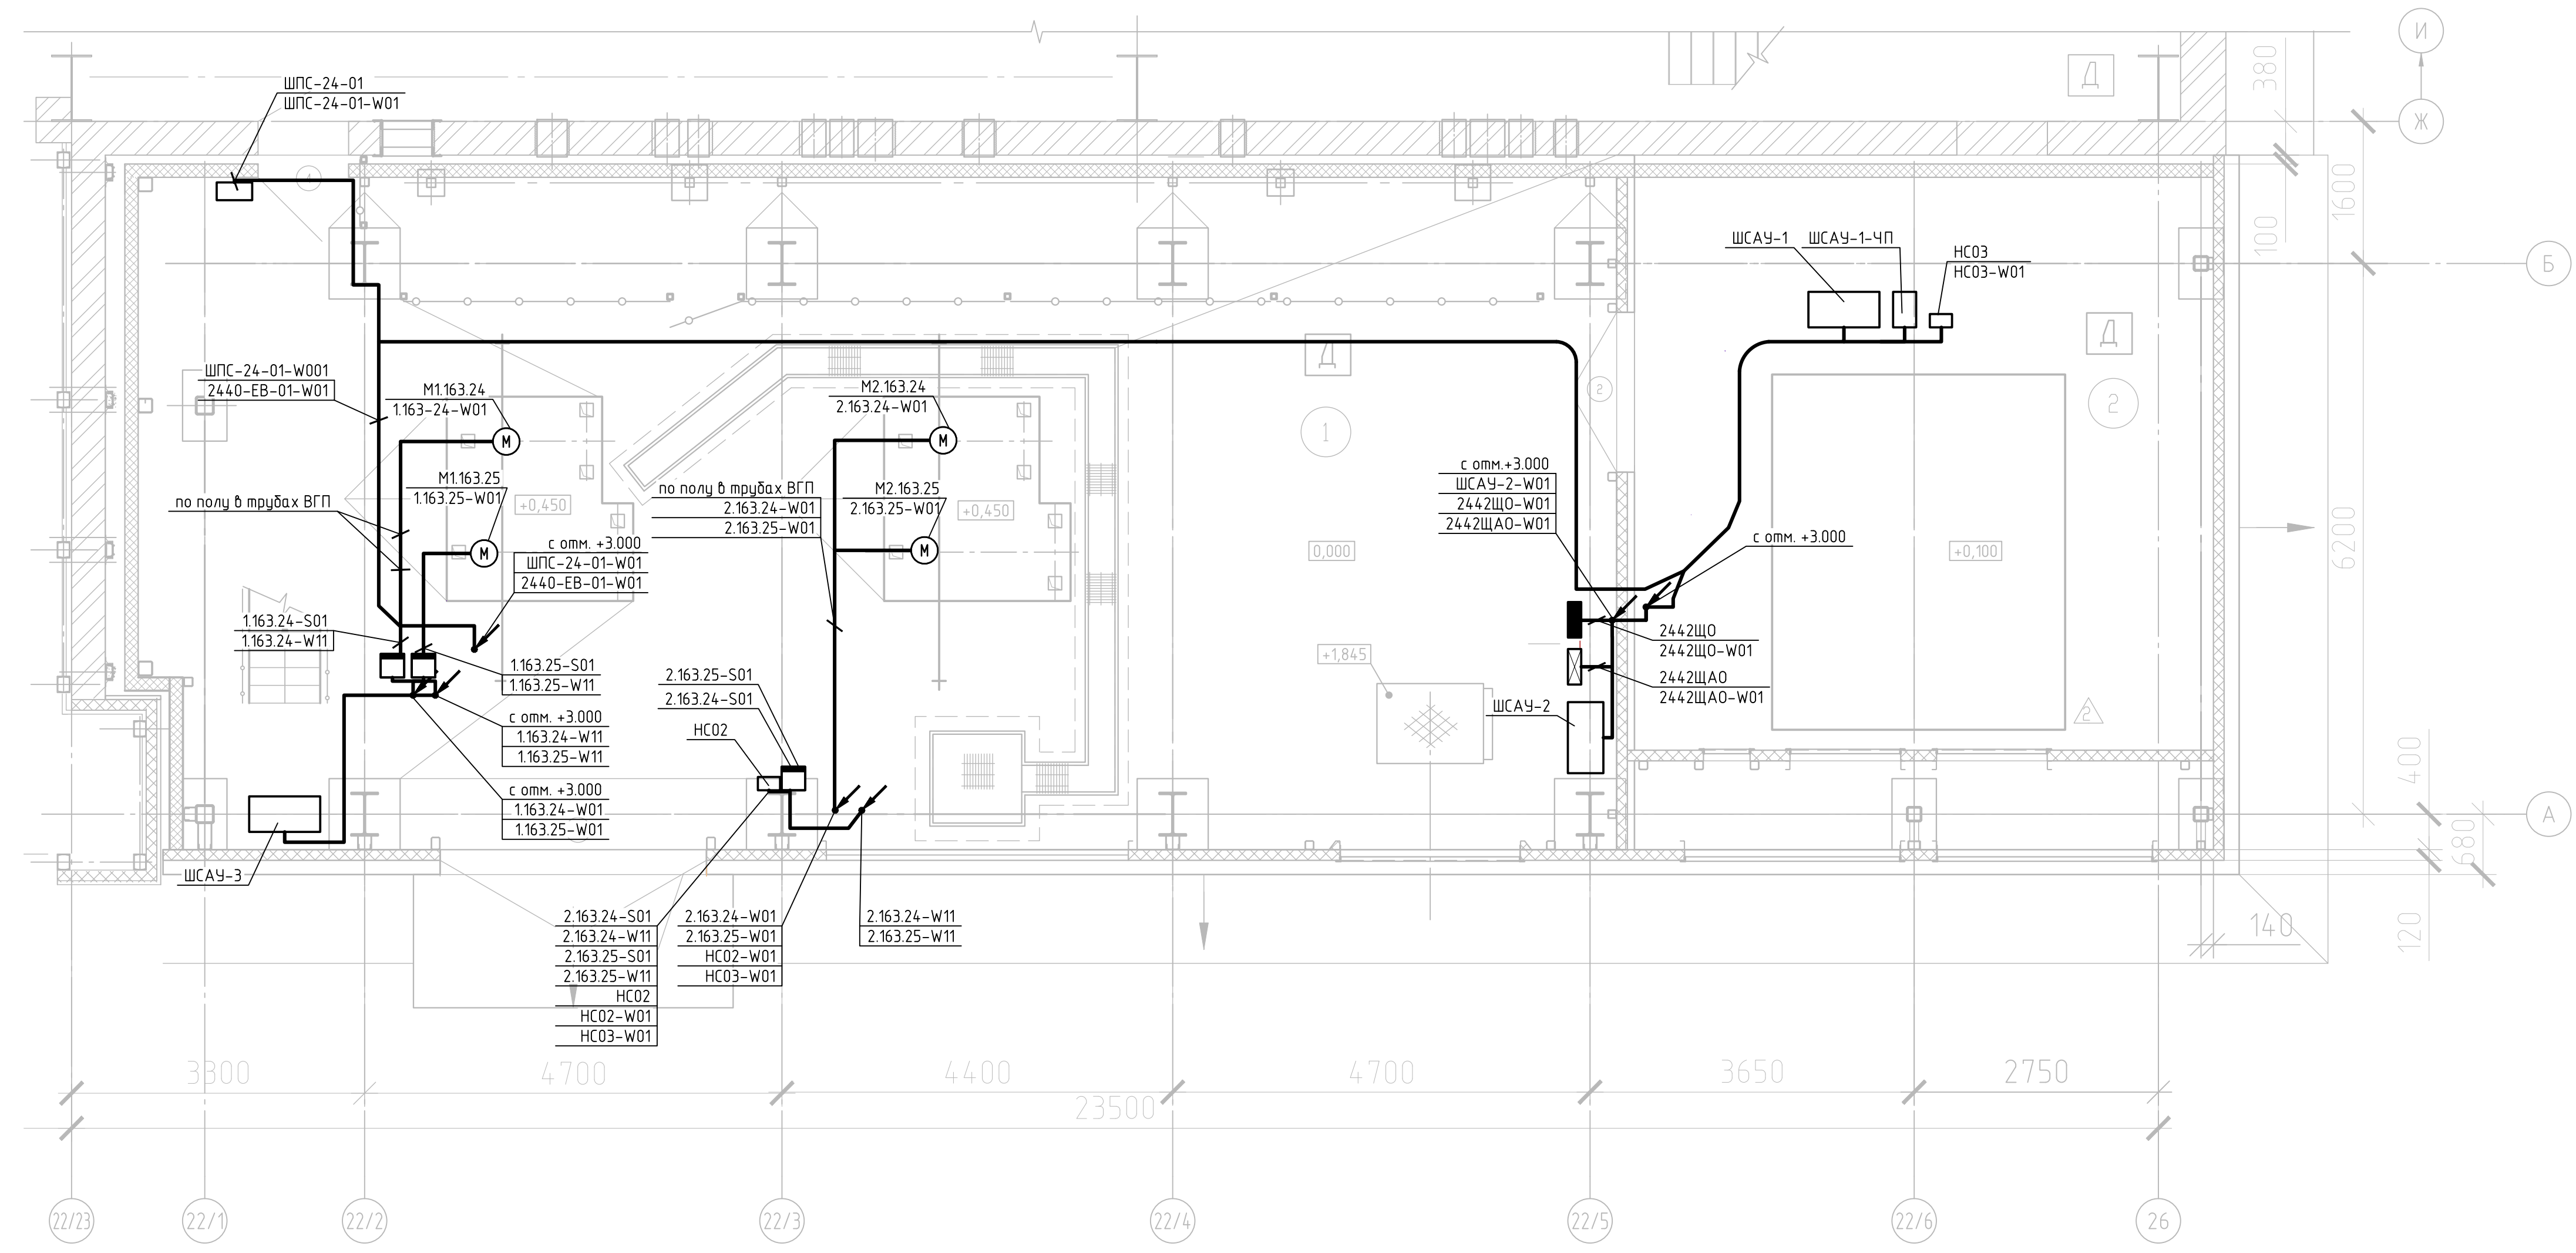 И
380
Д
ШПС-24-01
ШПС-24-01-W01
Ж
4
1600
100
ШСАУ-1
ШСАУ-1-ЧП
НС03
НС03-W01
Б
Д
Д
ШПС-24-01-W001
2440-ЕВ-01-W01
М1.163.24
1.163-24-W01
М
М2.163.24
2.163.24-W01
М
2
1
2
с отм.+3.000
ШСАУ-2-W01
2442ЩО-W01
2442ЩАО-W01
М1.163.25
1.163.25-W01
М
по полу в трубах ВГП
+0,450
по полу в трубах ВГП
2.163.24-W01
2.163.25-W01
М2.163.25
2.163.25-W01
М
+0,450
с отм. +3.000
ШПС-24-01-W01
2440-ЕВ-01-W01
0,000
с отм. +3.000
+0,100
6200
1.163.24-S01
1.163.24-W11
1.163.25-S01
1.163.25-W11
2442ЩО
2442ЩО-W01
2442ЩАО
2442ЩАО-W01
+1,845
ШСАУ-2
2
2.163.25-S01
2.163.24-S01
НС02
с отм. +3.000
1.163.24-W11
1.163.25-W11
с отм. +3.000
1.163.24-W01
1.163.25-W01
400
А
680
ШСАУ-3
2.163.24-S01
2.163.24-W11
2.163.25-S01
2.163.25-W11
НС02
НС02-W01
НС03-W01
2.163.24-W01
2.163.25-W01
НС02-W01
НС03-W01
2.163.24-W11
2.163.25-W11
140
120
3300
4700
4400
4700
3650
2750
23500
22/23
22/1
22/2
22/3
22/4
22/5
22/6
26